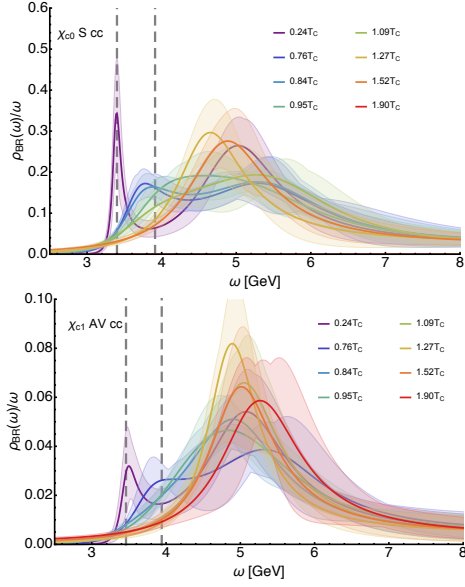 χc0 S cc
0.24TC 1.09TC
0.76TC 1.27TC
0.84TC 1.52TC
0.95TC 1.90TC
ρBR(ω)/ω
0.6
0.5
0.4
0.3
0.2
0.1
0.0
3 4 5 6 7 8
ω [GeV]
χc1 AV cc
0.24TC 1.09TC
0.76TC 1.27TC
0.84TC 1.52TC
0.95TC 1.90TC
ρBR(ω)/ω
0.10
0.08
0.06
0.04
0.02
0.00
3 4 5 6 7 8
ω [GeV]